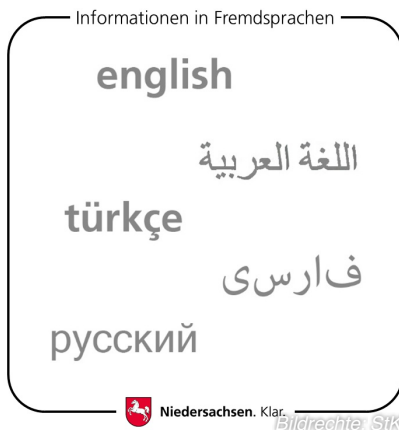 Informationen in Fremdsprachen
english
اللغة العربية
türkçe
فارسی
русский
Niedersachsen. Klar.
Bildrechte: StK